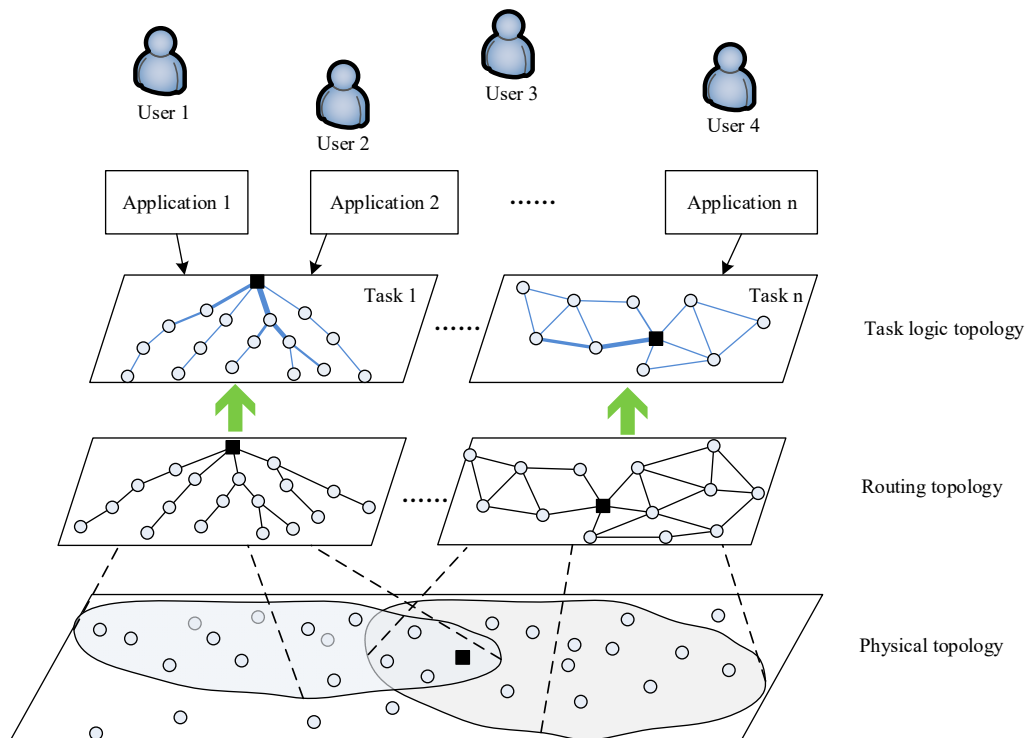 User 1
User 2
User 3
User 4
Application 1
Application 2
......
Application n
Task 1
......
Task n
Task logic topology
......
Routing topology
Physical topology